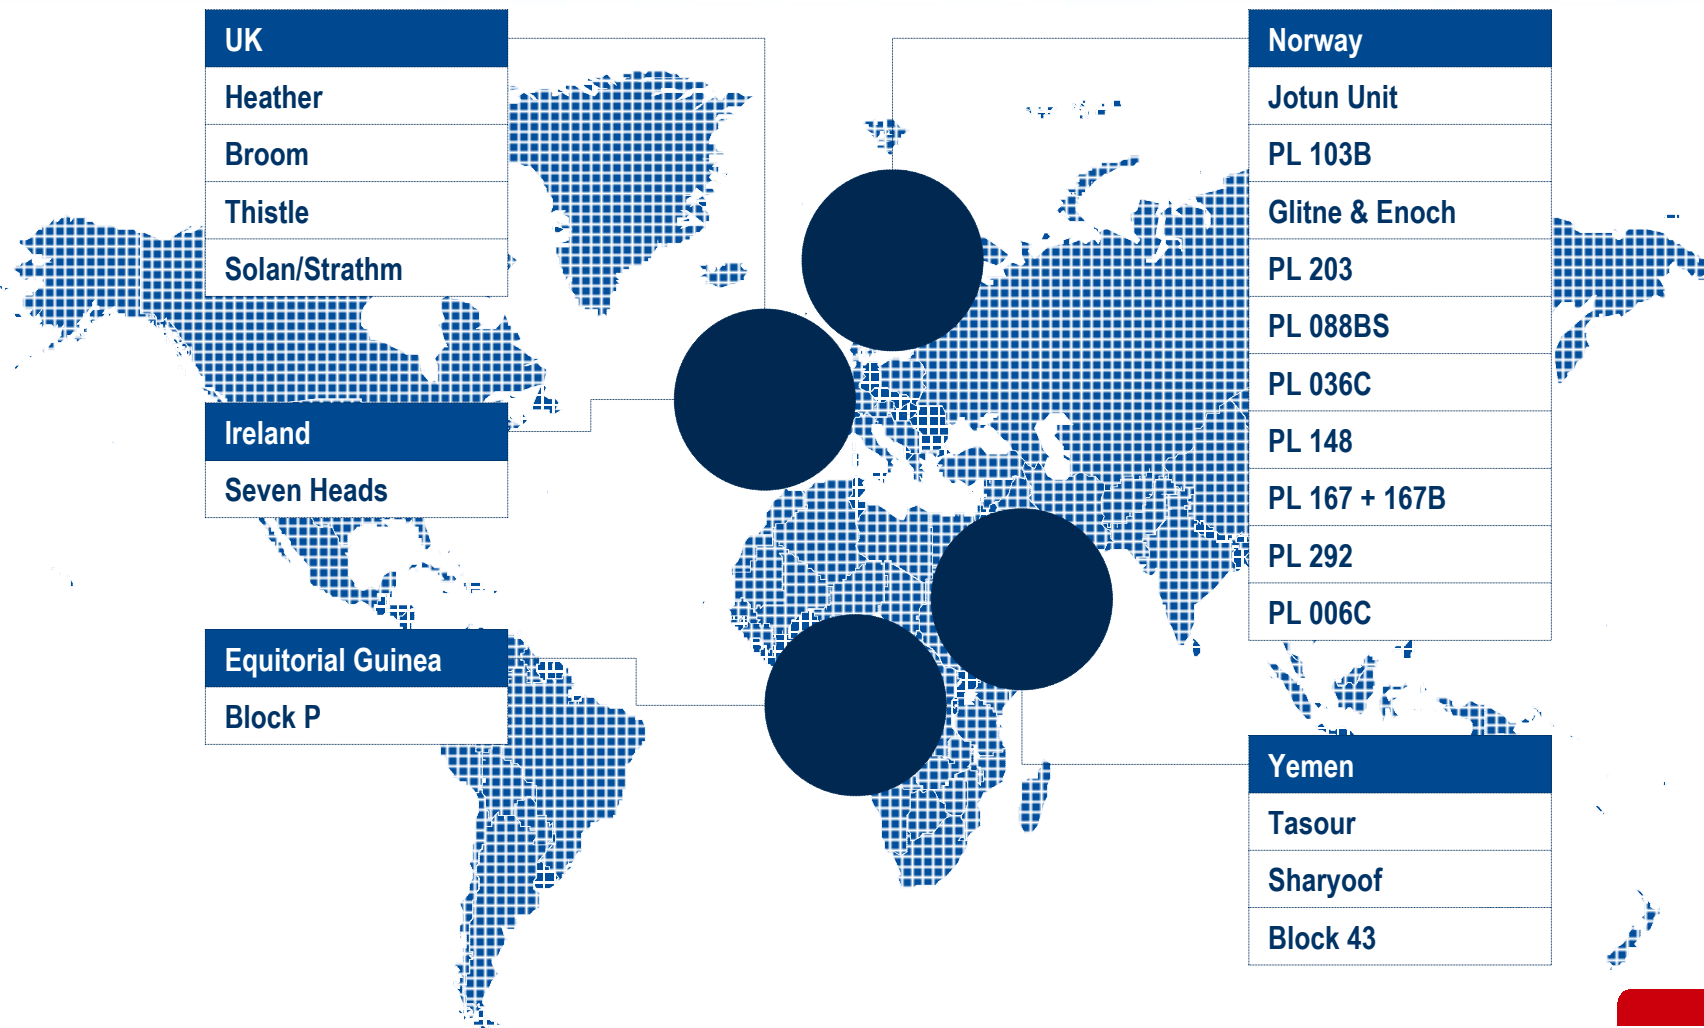 UK
Heather
Broom
Thistle
Solan/Strathm
Ireland
Seven Heads
Equitorial Guinea
Block P
Norway
Jotun Unit
PL 103B
Glitne & Enoch
PL 203
PL 088BS
PL 036C
PL 148
PL 167 + 167B
PL 292
PL 006C
Yemen
Tasour
Sharyoof
Block 43